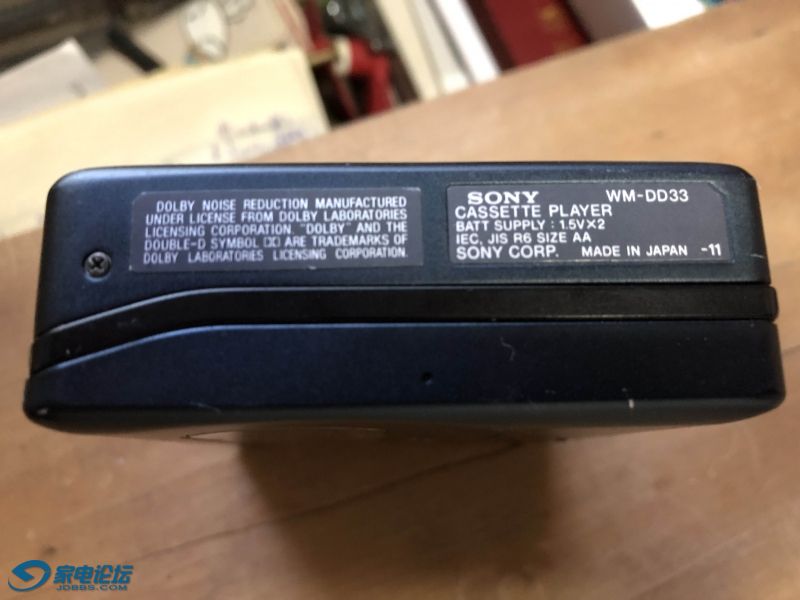 DOLBY NOISE REDUCTION MANUFACTURED
UNDER LICENSE FROM DOLBY LABORATORIES
LICENSING CORPORATION. "DOLBY" AND THE
DOUBLE-D SYMBOL ARE TRADEMARKS OF
DOLBY LABORATORIES LICENSING CORPORATION.
SONY WM-DD33
CASSETTE PLAYER
BATT SUPPLY : 1.5V×2
IEC, JIS R6 SIZE AA
SONY CORP. MADE IN JAPAN -11
家电论坛
JDBBS.COM